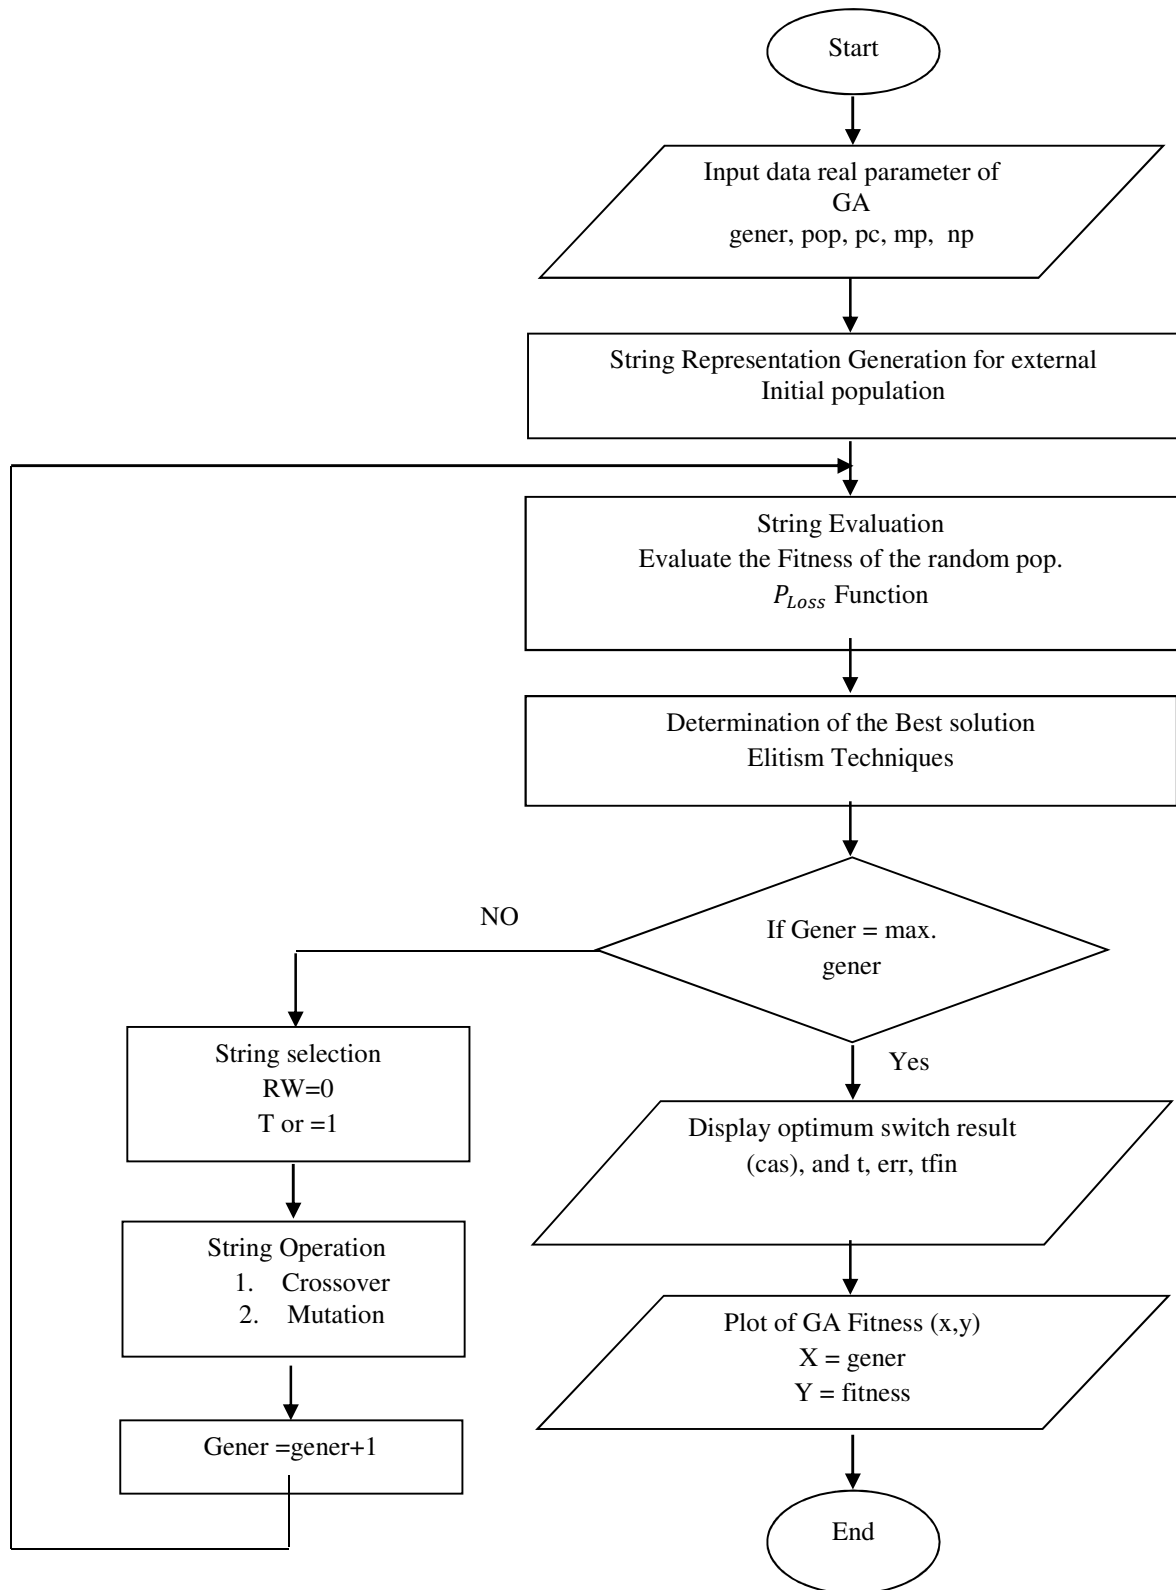 Start
Input data real parameter of
GA
gener, pop, pc, mp, np
String Representation Generation for external
Initial population
String Evaluation
Evaluate the Fitness of the random pop.
P_Loss Function
Determination of the Best solution
Elitism Techniques
If Gener = max.
gener
NO
Yes
String selection
RW=0
T or =1
String Operation
1. Crossover
2. Mutation
Gener =gener+1
Display optimum switch result
(cas), and t, err, tfin
Plot of GA Fitness (x,y)
X = gener
Y = fitness
End